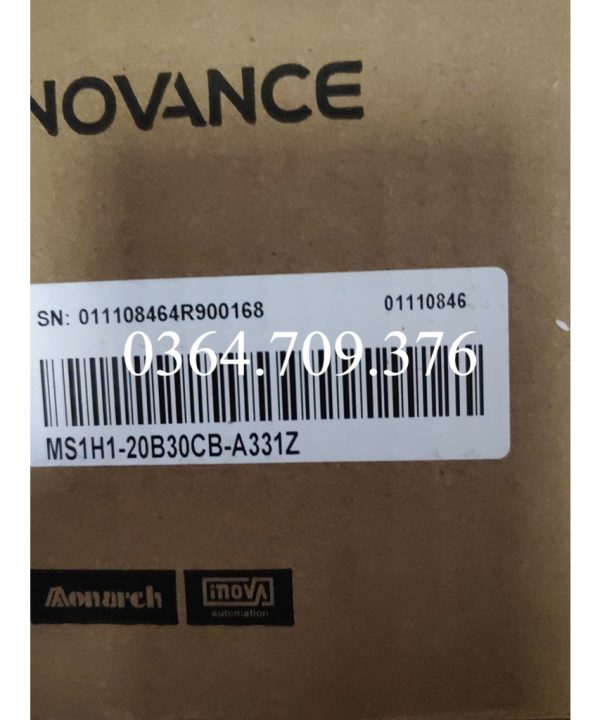 NOVANCE
SN: 011108464R900168 01110846
0364.709.376
MS1H1-20B30CB-A331Z
Monarch inovA
automation